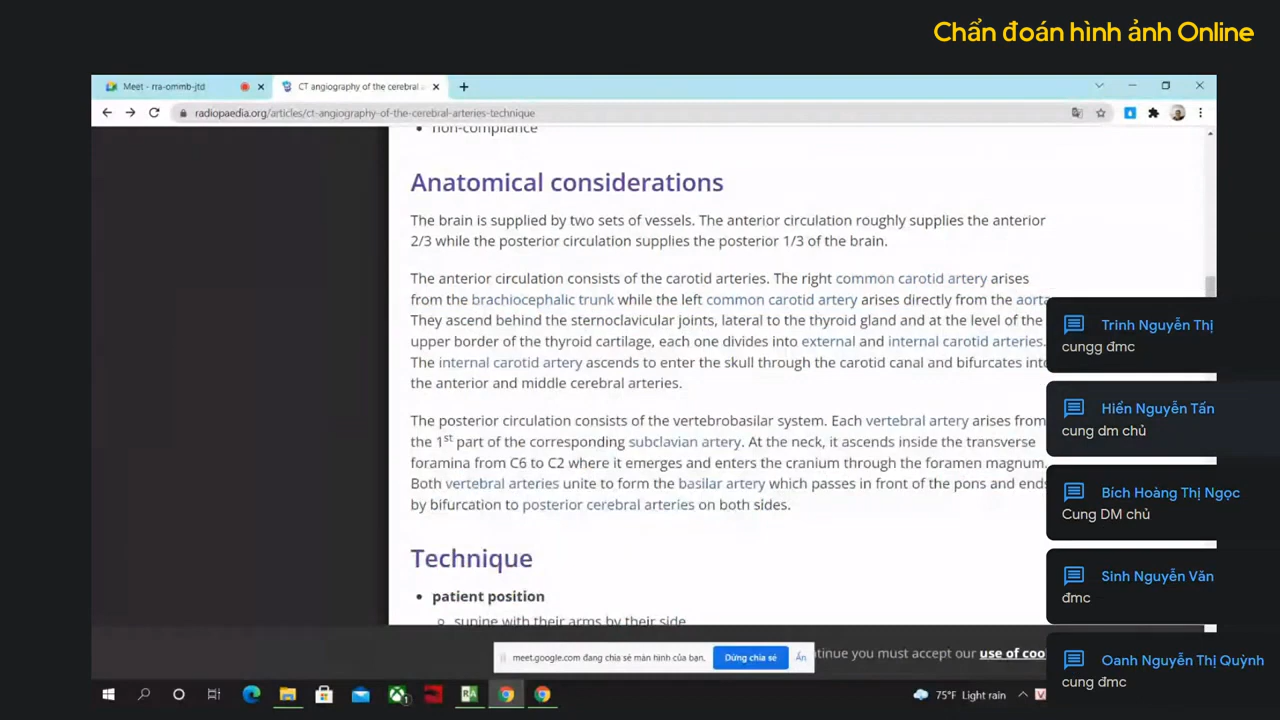 Chẩn đoán hình ảnh Online
Meet - rra-ommb-jtd
CT angiography of the cerebral a
radiopaedia.org/articles/ct-angiography-of-the-cerebral-arteries-technique
non-compliance
Anatomical considerations
The brain is supplied by two sets of vessels. The anterior circulation roughly supplies the anterior
2/3 while the posterior circulation supplies the posterior 1/3 of the brain.
The anterior circulation consists of the carotid arteries. The right common carotid artery arises
from the brachiocephalic trunk while the left common carotid artery arises directly from the aorta
They ascend behind the sternoclavicular joints, lateral to the thyroid gland and at the level of the
upper border of the thyroid cartilage, each one divides into external and internal carotid arteries.
The internal carotid artery ascends to enter the skull through the carotid canal and bifurcates into
the anterior and middle cerebral arteries.
The posterior circulation consists of the vertebrobasilar system. Each vertebral artery arises from
the 1st part of the corresponding subclavian artery. At the neck, it ascends inside the transverse
foramina from C6 to C2 where it emerges and enters the cranium through the foramen magnum.
Both vertebral arteries unite to form the basilar artery which passes in front of the pons and ends
by bifurcation to posterior cerebral arteries on both sides.
Technique
patient position
supine with their arms by their side
Trinh Nguyễn Thị
cungg đmc
Hiển Nguyễn Tấn
cung dm chủ
Bích Hoàng Thị Ngọc
Cung DM chủ
Sinh Nguyễn Văn
đmc
Oanh Nguyễn Thị Quỳnh
cung đmc
meet.google.com đang chia sẻ màn hình của bạn.
Dừng chia sẻ
Ẩn
tinue you must accept our use of coo
75°F Light rain